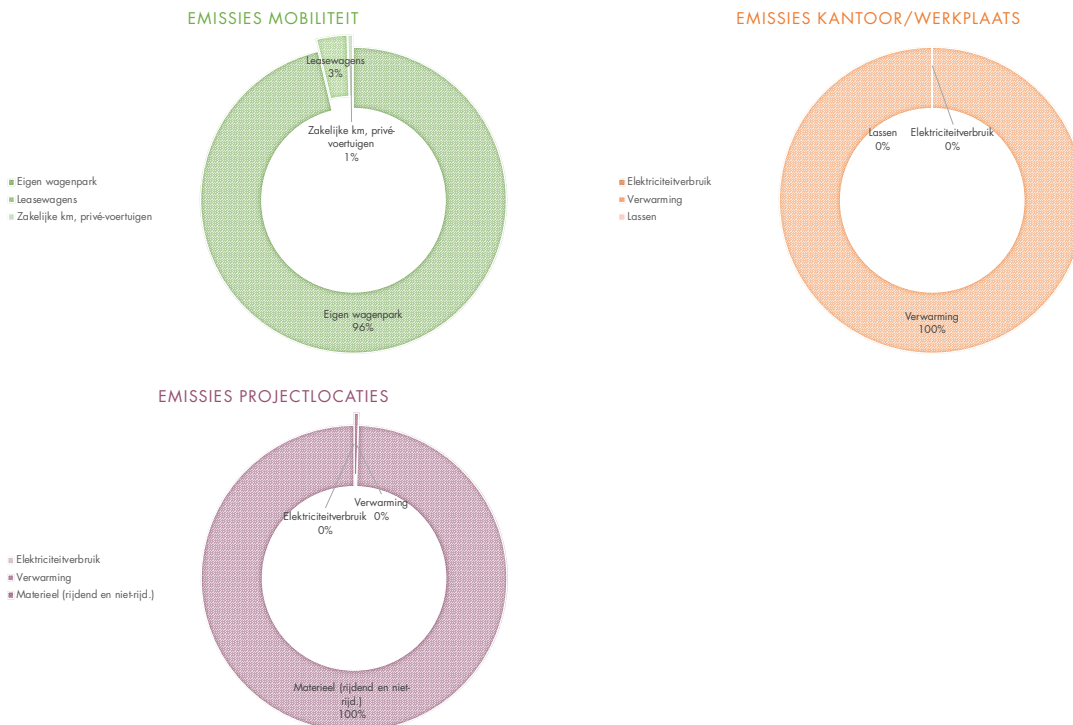 EMISSIES MOBILITEIT
Leasewagens
3%
Zakelijke km, privé-
voertuigen
1%
Eigen wagenpark
Leasewagens
Zakelijke km, privé-voertuigen
Eigen wagenpark
96%
EMISSIES KANTOOR/WERKPLAATS
Lassen
0%
Elektriciteitverbruik
0%
Elektriciteitverbruik
Verwarming
Lassen
Verwarming
100%
EMISSIES PROJECTLOCATIES
Verwarming
0%
Elektriciteitverbruik
0%
Elektriciteitverbruik
Verwarming
Materieel (rijdend en niet-rijd.)
Materieel (rijdend en niet-
rijd.)
100%